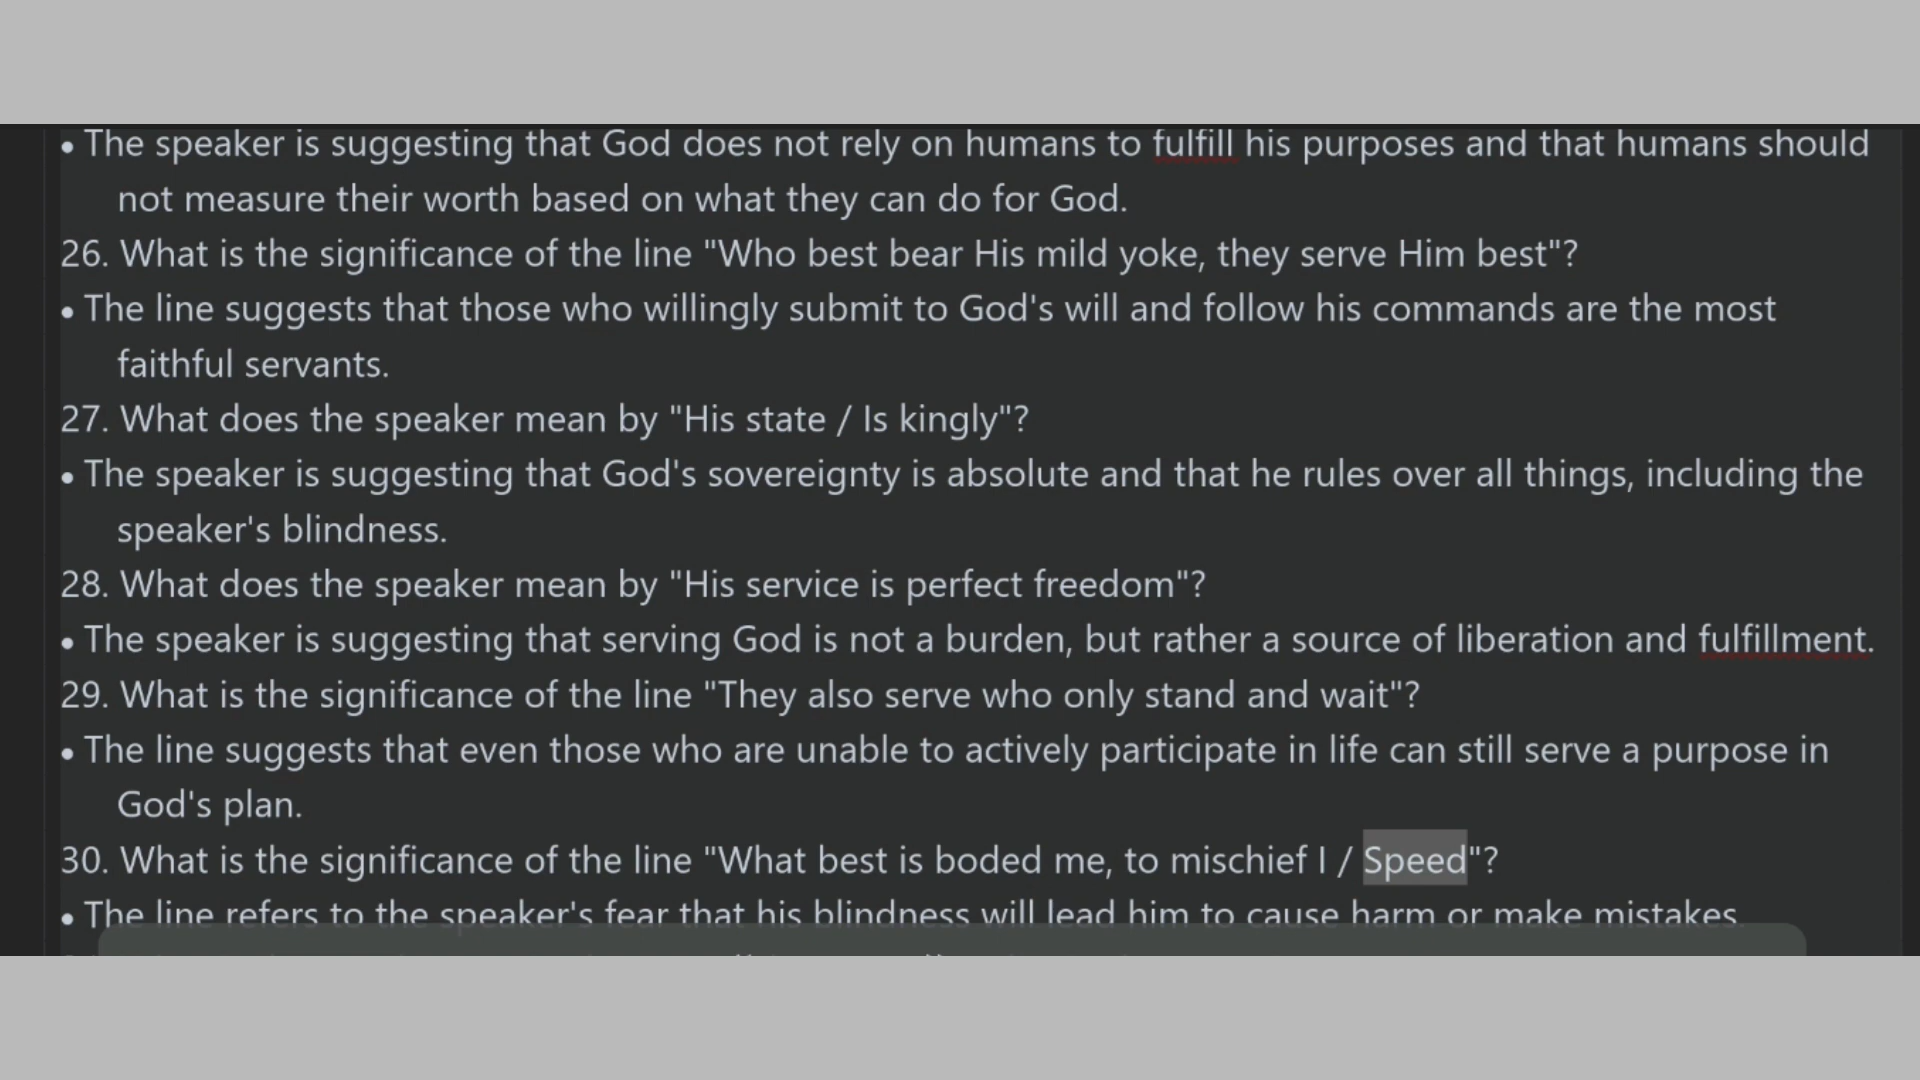 • The speaker is suggesting that God does not rely on humans to fulfill his purposes and that humans should
not measure their worth based on what they can do for God.
26. What is the significance of the line "Who best bear His mild yoke, they serve Him best"?
• The line suggests that those who willingly submit to God's will and follow his commands are the most
faithful servants.
27. What does the speaker mean by "His state / Is kingly"?
• The speaker is suggesting that God's sovereignty is absolute and that he rules over all things, including the
speaker's blindness.
28. What does the speaker mean by "His service is perfect freedom"?
• The speaker is suggesting that serving God is not a burden, but rather a source of liberation and fulfillment.
29. What is the significance of the line "They also serve who only stand and wait"?
• The line suggests that even those who are unable to actively participate in life can still serve a purpose in
God's plan.
30. What is the significance of the line "What best is boded me, to mischief I / Speed"?
• The line refers to the speaker's fear that his blindness will lead him to cause harm or make mistakes.